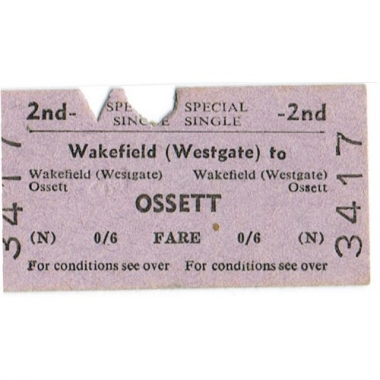 2nd- SPE SPECIAL -2nd
SINGLE SINGLE
Wakefield (Westgate) to
Wakefield (Westgate) Wakefield (Westgate)
Ossett Ossett
OSSETT
(N) 0/6 FARE 0/6 (N)
For conditions see over For conditions see over
3417
3417